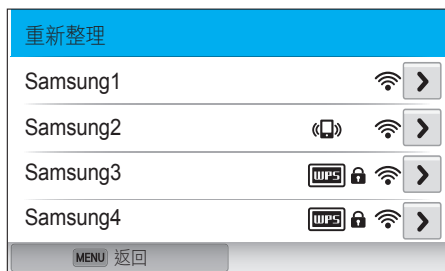 重新整理
Samsung1
Samsung2
Samsung3 WPS
Samsung4 WPS
MENU 返回